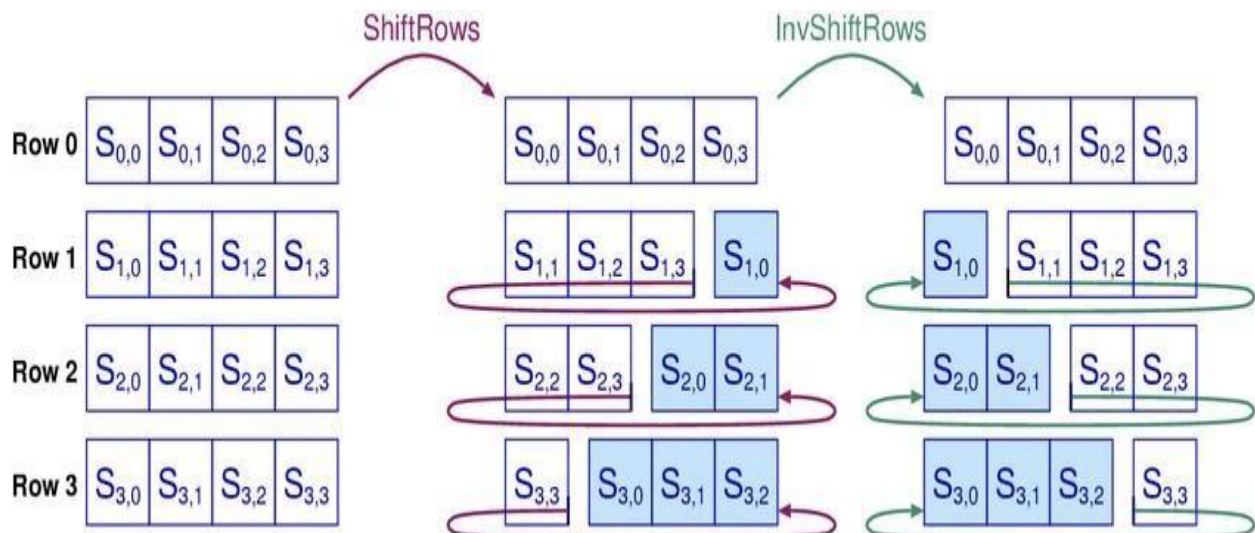 ShiftRows InvShiftRows
Row 0 S0,0 S0,1 S0,2 S0,3 S0,0 S0,1 S0,2 S0,3 S0,0 S0,1 S0,2 S0,3
Row 1 S1,0 S1,1 S1,2 S1,3 S1,1 S1,2 S1,3 S1,0 S1,0 S1,1 S1,2 S1,3
Row 2 S2,0 S2,1 S2,2 S2,3 S2,2 S2,3 S2,0 S2,1 S2,0 S2,1 S2,2 S2,3
Row 3 S3,0 S3,1 S3,2 S3,3 S3,3 S3,0 S3,1 S3,2 S3,0 S3,1 S3,2 S3,3